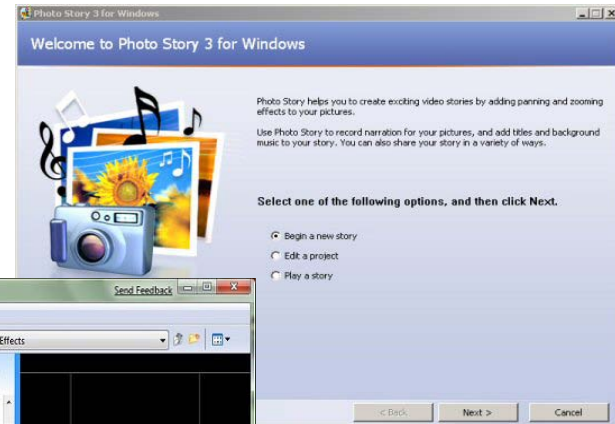 Photo Story 3 for Windows
Welcome to Photo Story 3 for Windows
Photo Story helps you to create exciting video stories by adding panning and zooming
effects to your pictures.
Use Photo Story to record narration for your pictures, and add titles and background
music to your story. You can also share your story in a variety of ways.
Select one of the following options, and then click Next.
Begin a new story
Edit a project
Play a story
Send Feedback
Effects
< Back
Next >
Cancel